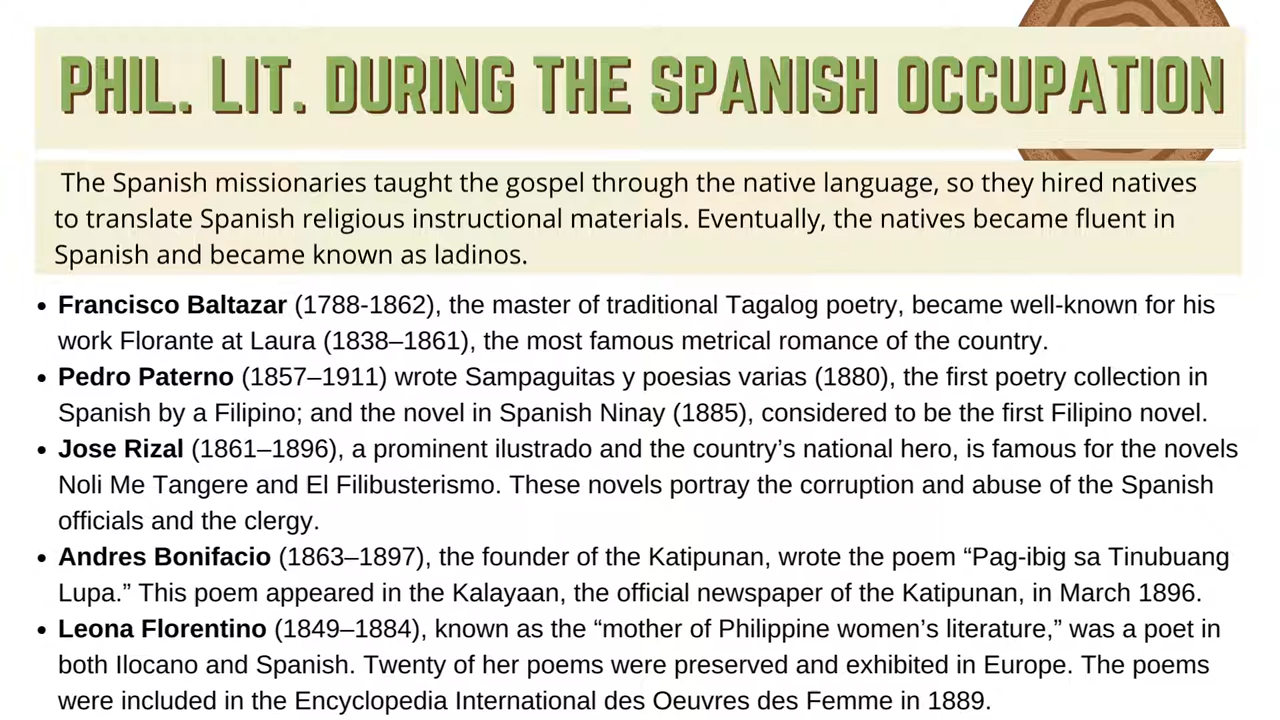 PHIL. LIT. DURING THE SPANISH OCCUPATION
The Spanish missionaries taught the gospel through the native language, so they hired natives
to translate Spanish religious instructional materials. Eventually, the natives became fluent in
Spanish and became known as ladinos.
• Francisco Baltazar (1788-1862), the master of traditional Tagalog poetry, became well-known for his
work Florante at Laura (1838–1861), the most famous metrical romance of the country.
• Pedro Paterno (1857–1911) wrote Sampaguitas y poesias varias (1880), the first poetry collection in
Spanish by a Filipino; and the novel in Spanish Ninay (1885), considered to be the first Filipino novel.
• Jose Rizal (1861–1896), a prominent ilustrado and the country’s national hero, is famous for the novels
Noli Me Tangere and El Filibusterismo. These novels portray the corruption and abuse of the Spanish
officials and the clergy.
• Andres Bonifacio (1863–1897), the founder of the Katipunan, wrote the poem “Pag-ibig sa Tinubuang
Lupa.” This poem appeared in the Kalayaan, the official newspaper of the Katipunan, in March 1896.
• Leona Florentino (1849–1884), known as the “mother of Philippine women’s literature,” was a poet in
both Ilocano and Spanish. Twenty of her poems were preserved and exhibited in Europe. The poems
were included in the Encyclopedia International des Oeuvres des Femme in 1889.